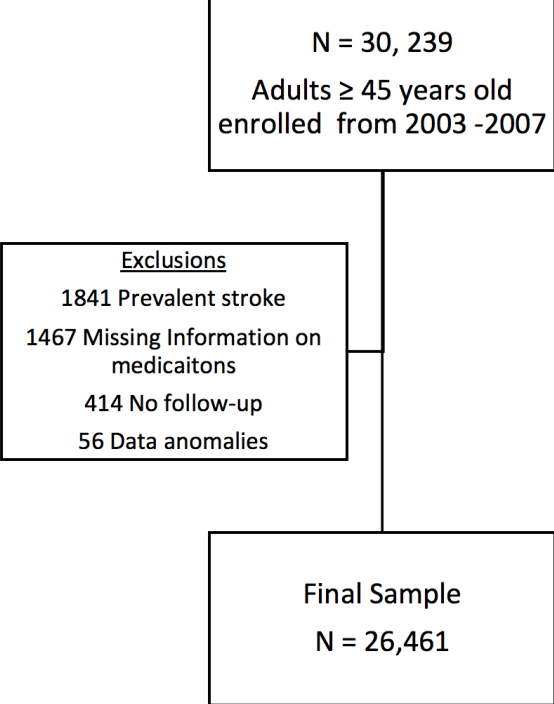 N = 30, 239
Adults ≥ 45 years old
enrolled from 2003 -2007
Exclusions
1841 Prevalent stroke
1467 Missing Information on
medicaitons
414 No follow-up
56 Data anomalies
Final Sample
N = 26,461